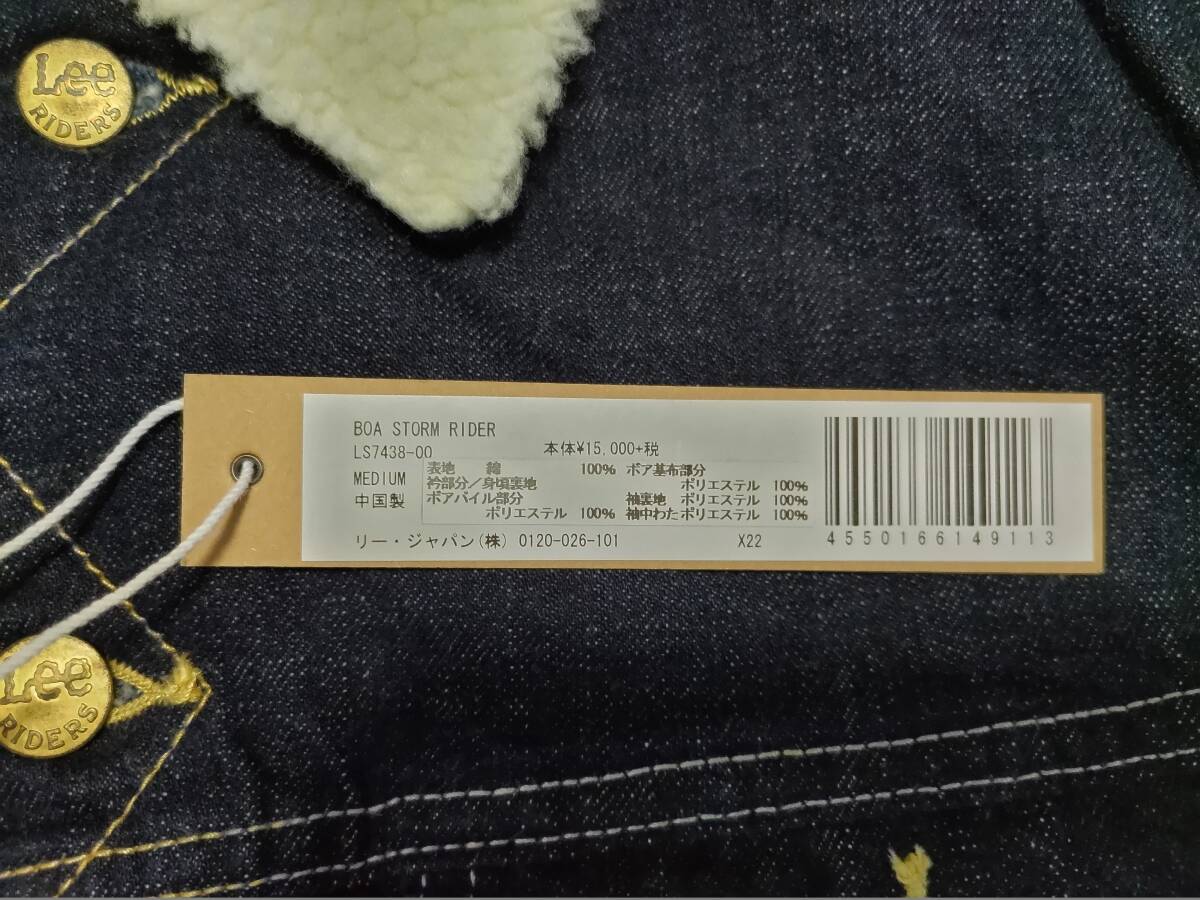 Lee
RIDERS
BOA STORM RIDER
LS7438-00 本体¥15,000+税
MEDIUM
中国製
表地 綿 100%
衿部分/身頃裏地
ボアパイル部分
ポリエステル 100%
ボア基布部分
ポリエステル 100%
袖裏地 ポリエステル 100%
袖中わた ポリエステル 100%
リー・ジャパン(株) 0120-026-101 X22
4550166149113
Lee
RIDERS